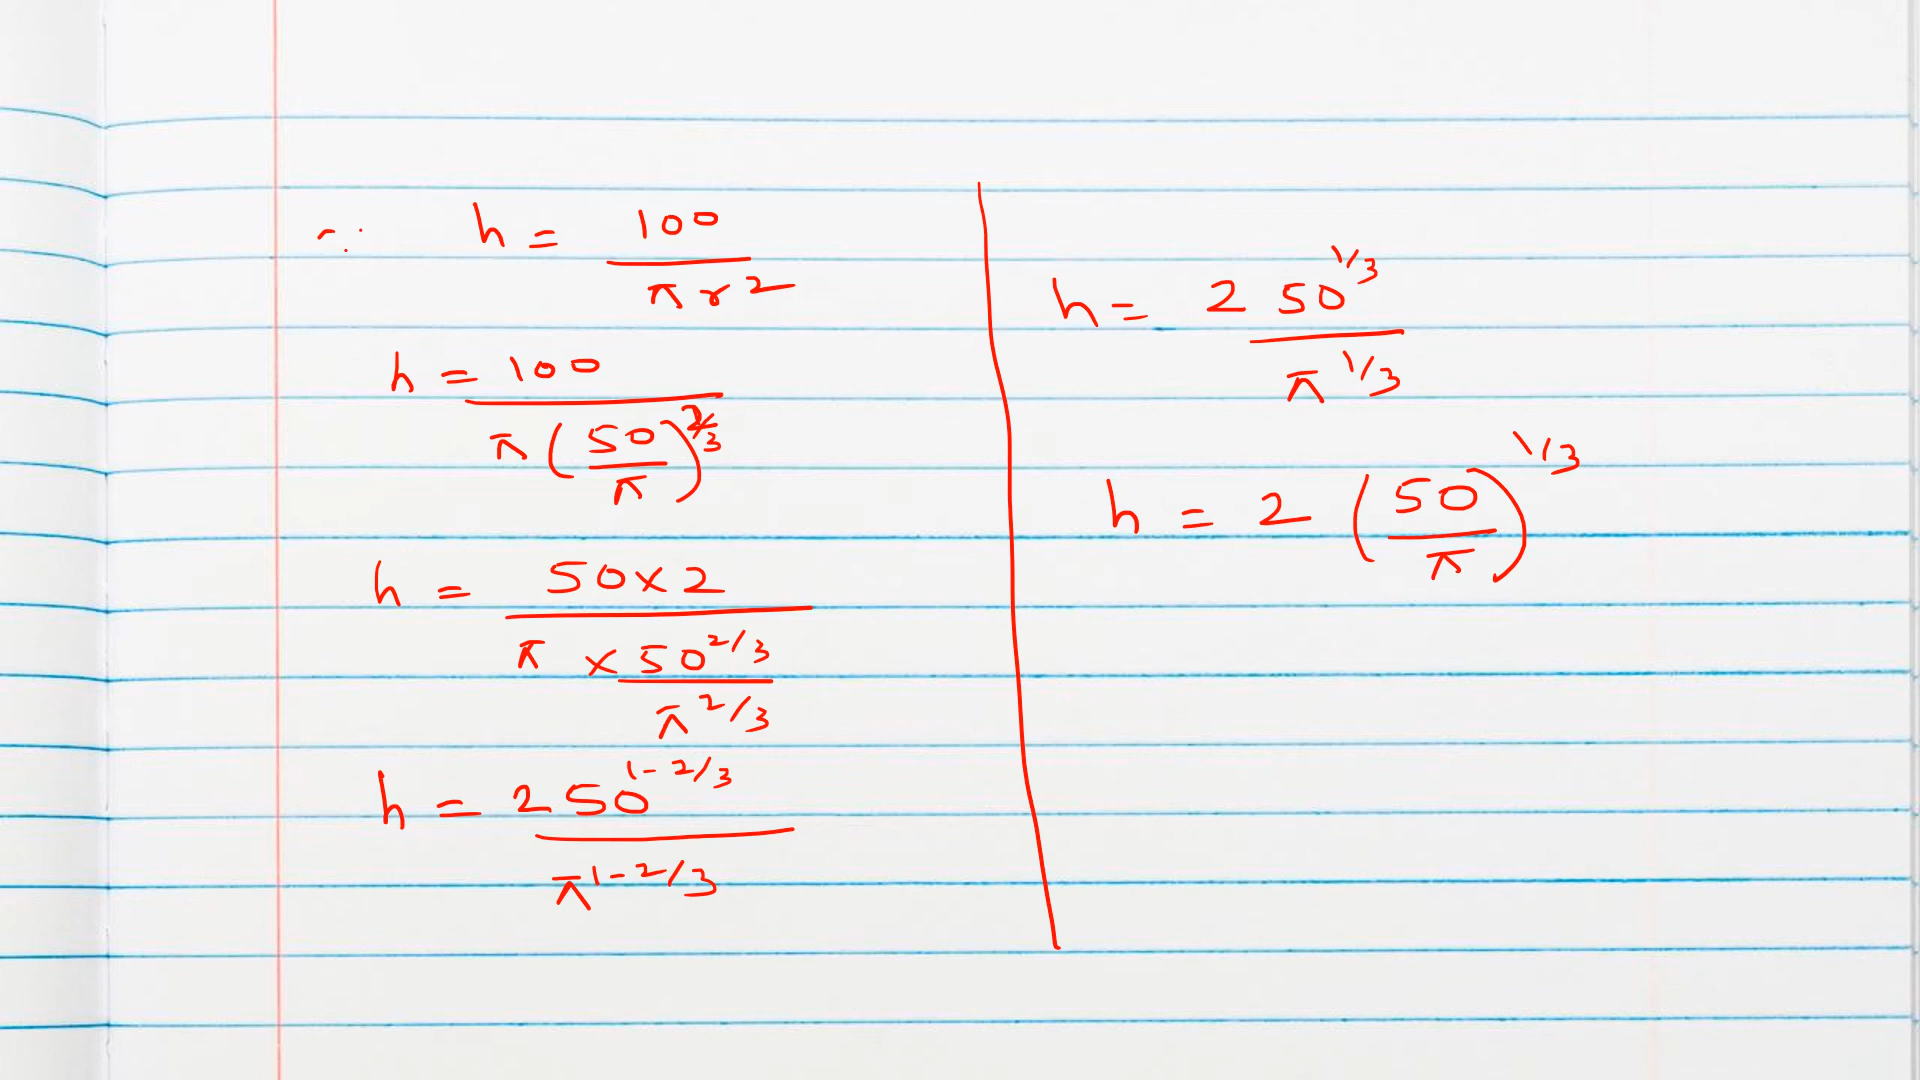 ∵ h = 100 / π r²
h = 100 / π (50/π)^2/3
h = 50 × 2 / π × 50^2/3 / π^2/3
h = 2 50^1-2/3 / π^1-2/3
h = 2 50^1/3 / π^1/3
h = 2 (50/π)^1/3